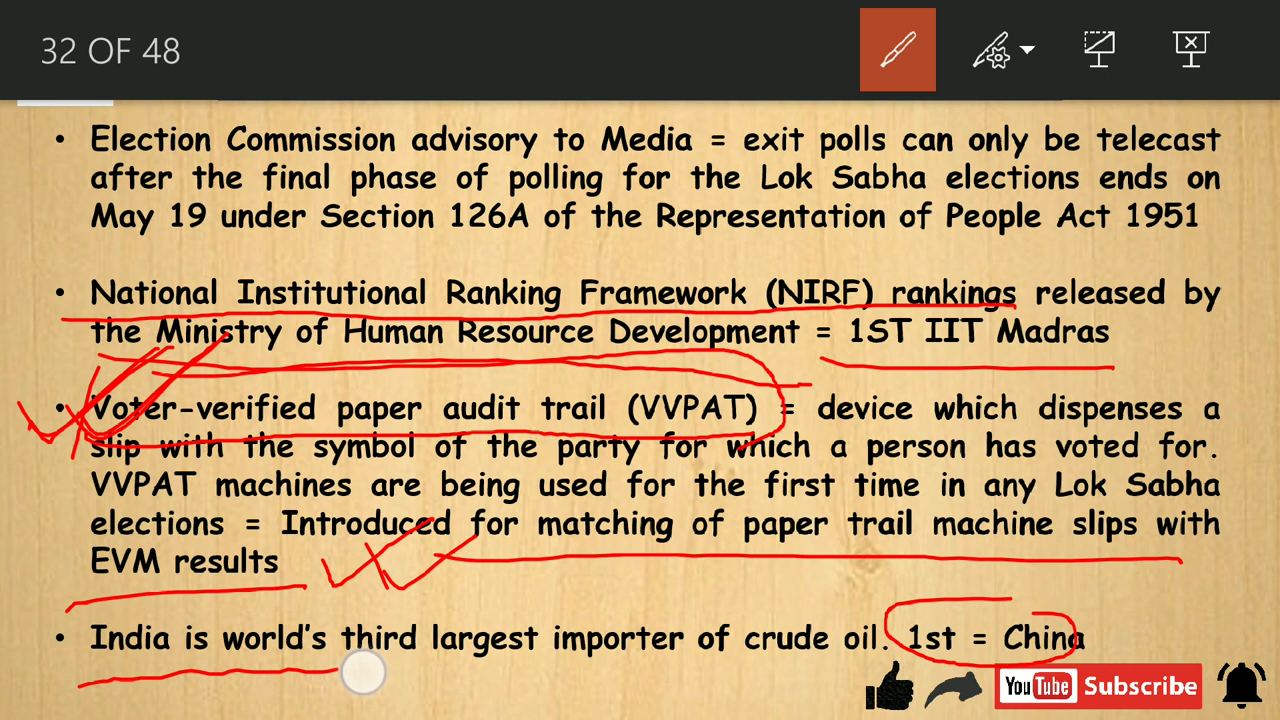 32 OF 48
• Election Commission advisory to Media = exit polls can only be telecast
after the final phase of polling for the Lok Sabha elections ends on
May 19 under Section 126A of the Representation of People Act 1951
• National Institutional Ranking Framework (NIRF) rankings released by
the Ministry of Human Resource Development = 1ST IIT Madras
• Voter-verified paper audit trail (VVPAT) = device which dispenses a
slip with the symbol of the party for which a person has voted for.
VVPAT machines are being used for the first time in any Lok Sabha
elections = Introduced for matching of paper trail machine slips with
EVM results
• India is world's third largest importer of crude oil. 1st = China
YouTube Subscribe